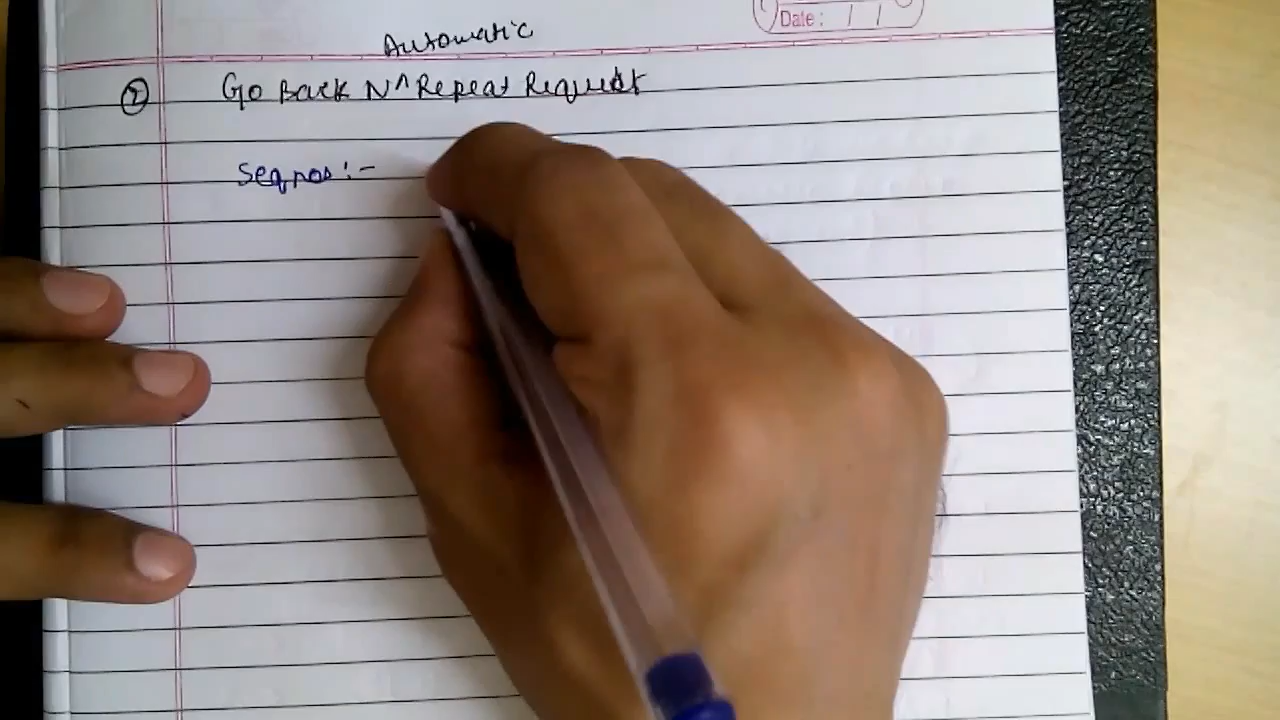 Date : / /
Automatic
② Go Back N ^ Repeat Request
Seq nos :-